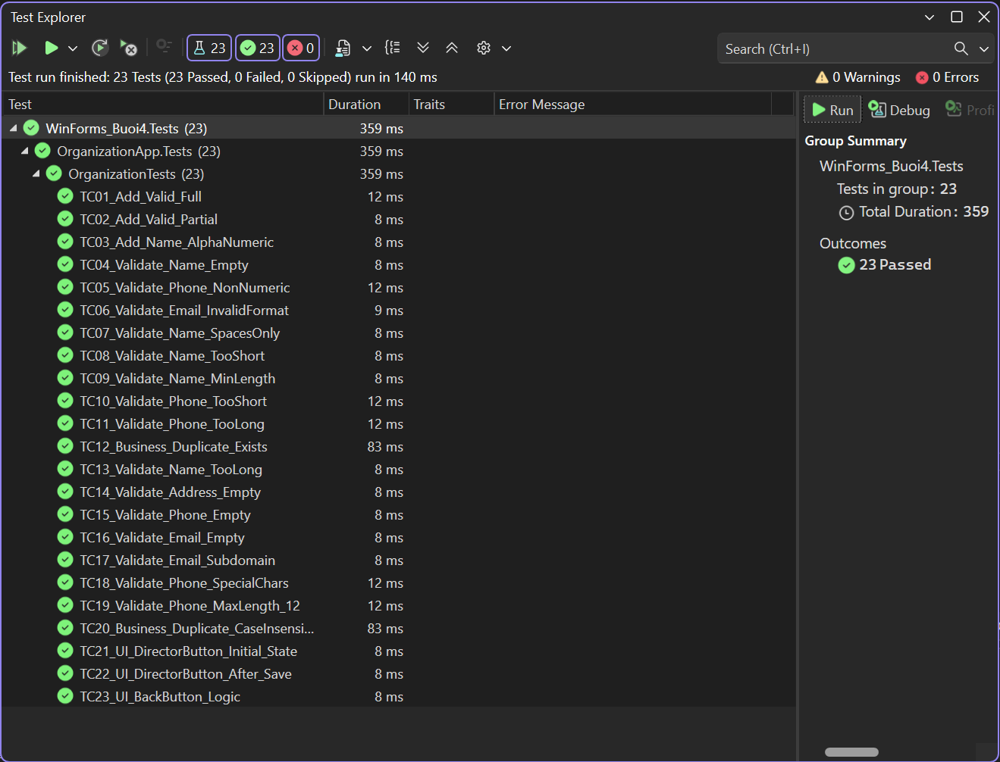 Test Explorer
23 23 0
Search (Ctrl+I)
Test run finished: 23 Tests (23 Passed, 0 Failed, 0 Skipped) run in 140 ms
0 Warnings 0 Errors
Test Duration Traits Error Message
WinForms_Buoi4.Tests (23) 359 ms
OrganizationApp.Tests (23) 359 ms
OrganizationTests (23) 359 ms
TC01_Add_Valid_Full 12 ms
TC02_Add_Valid_Partial 8 ms
TC03_Add_Name_AlphaNumeric 8 ms
TC04_Validate_Name_Empty 8 ms
TC05_Validate_Phone_NonNumeric 12 ms
TC06_Validate_Email_InvalidFormat 9 ms
TC07_Validate_Name_SpacesOnly 8 ms
TC08_Validate_Name_TooShort 8 ms
TC09_Validate_Name_MinLength 8 ms
TC10_Validate_Phone_TooShort 12 ms
TC11_Validate_Phone_TooLong 12 ms
TC12_Business_Duplicate_Exists 83 ms
TC13_Validate_Name_TooLong 8 ms
TC14_Validate_Address_Empty 8 ms
TC15_Validate_Phone_Empty 8 ms
TC16_Validate_Email_Empty 8 ms
TC17_Validate_Email_Subdomain 8 ms
TC18_Validate_Phone_SpecialChars 12 ms
TC19_Validate_Phone_MaxLength_12 12 ms
TC20_Business_Duplicate_CaseInsensi... 83 ms
TC21_UI_DirectorButton_Initial_State 8 ms
TC22_UI_DirectorButton_After_Save 8 ms
TC23_UI_BackButton_Logic 8 ms
Run Debug Profi
Group Summary
WinForms_Buoi4.Tests
Tests in group: 23
Total Duration: 359
Outcomes
23 Passed